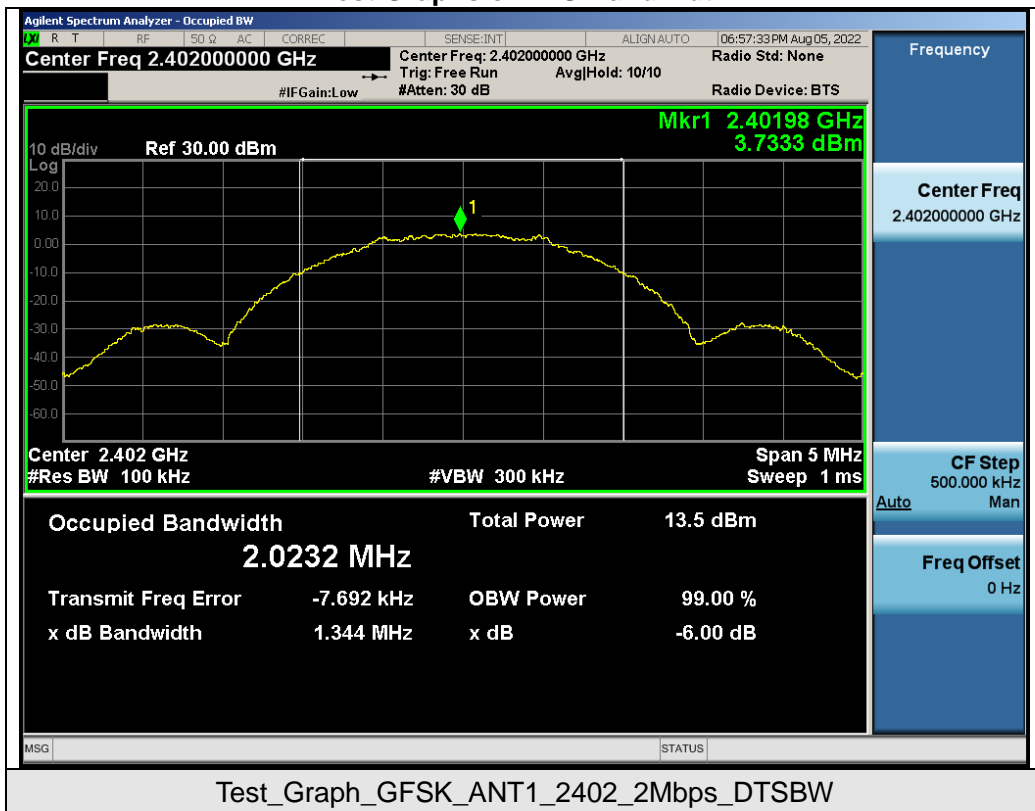 Agilent Spectrum Analyzer - Occupied BW
LXI R T RF 50 Ω AC CORREC SENSE:INT ALIGN AUTO 06:57:33 PM Aug 05, 2022
Center Freq 2.402000000 GHz
Center Freq: 2.402000000 GHz Radio Std: None
Trig: Free Run Avg|Hold: 10/10
#IFGain:Low #Atten: 30 dB Radio Device: BTS
Frequency
Mkr1 2.40198 GHz
3.7333 dBm
10 dB/div Ref 30.00 dBm
Log
20.0
10.0
0.00
-10.0
-20.0
-30.0
-40.0
-50.0
-60.0
1
Center 2.402 GHz Span 5 MHz
#Res BW 100 kHz #VBW 300 kHz Sweep 1 ms
Center Freq
2.402000000 GHz
CF Step
500.000 kHz
Auto Man
Freq Offset
0 Hz
Occupied Bandwidth Total Power 13.5 dBm
2.0232 MHz
Transmit Freq Error -7.692 kHz OBW Power 99.00 %
x dB Bandwidth 1.344 MHz x dB -6.00 dB
MSG STATUS
Test_Graph_GFSK_ANT1_2402_2Mbps_DTSBW